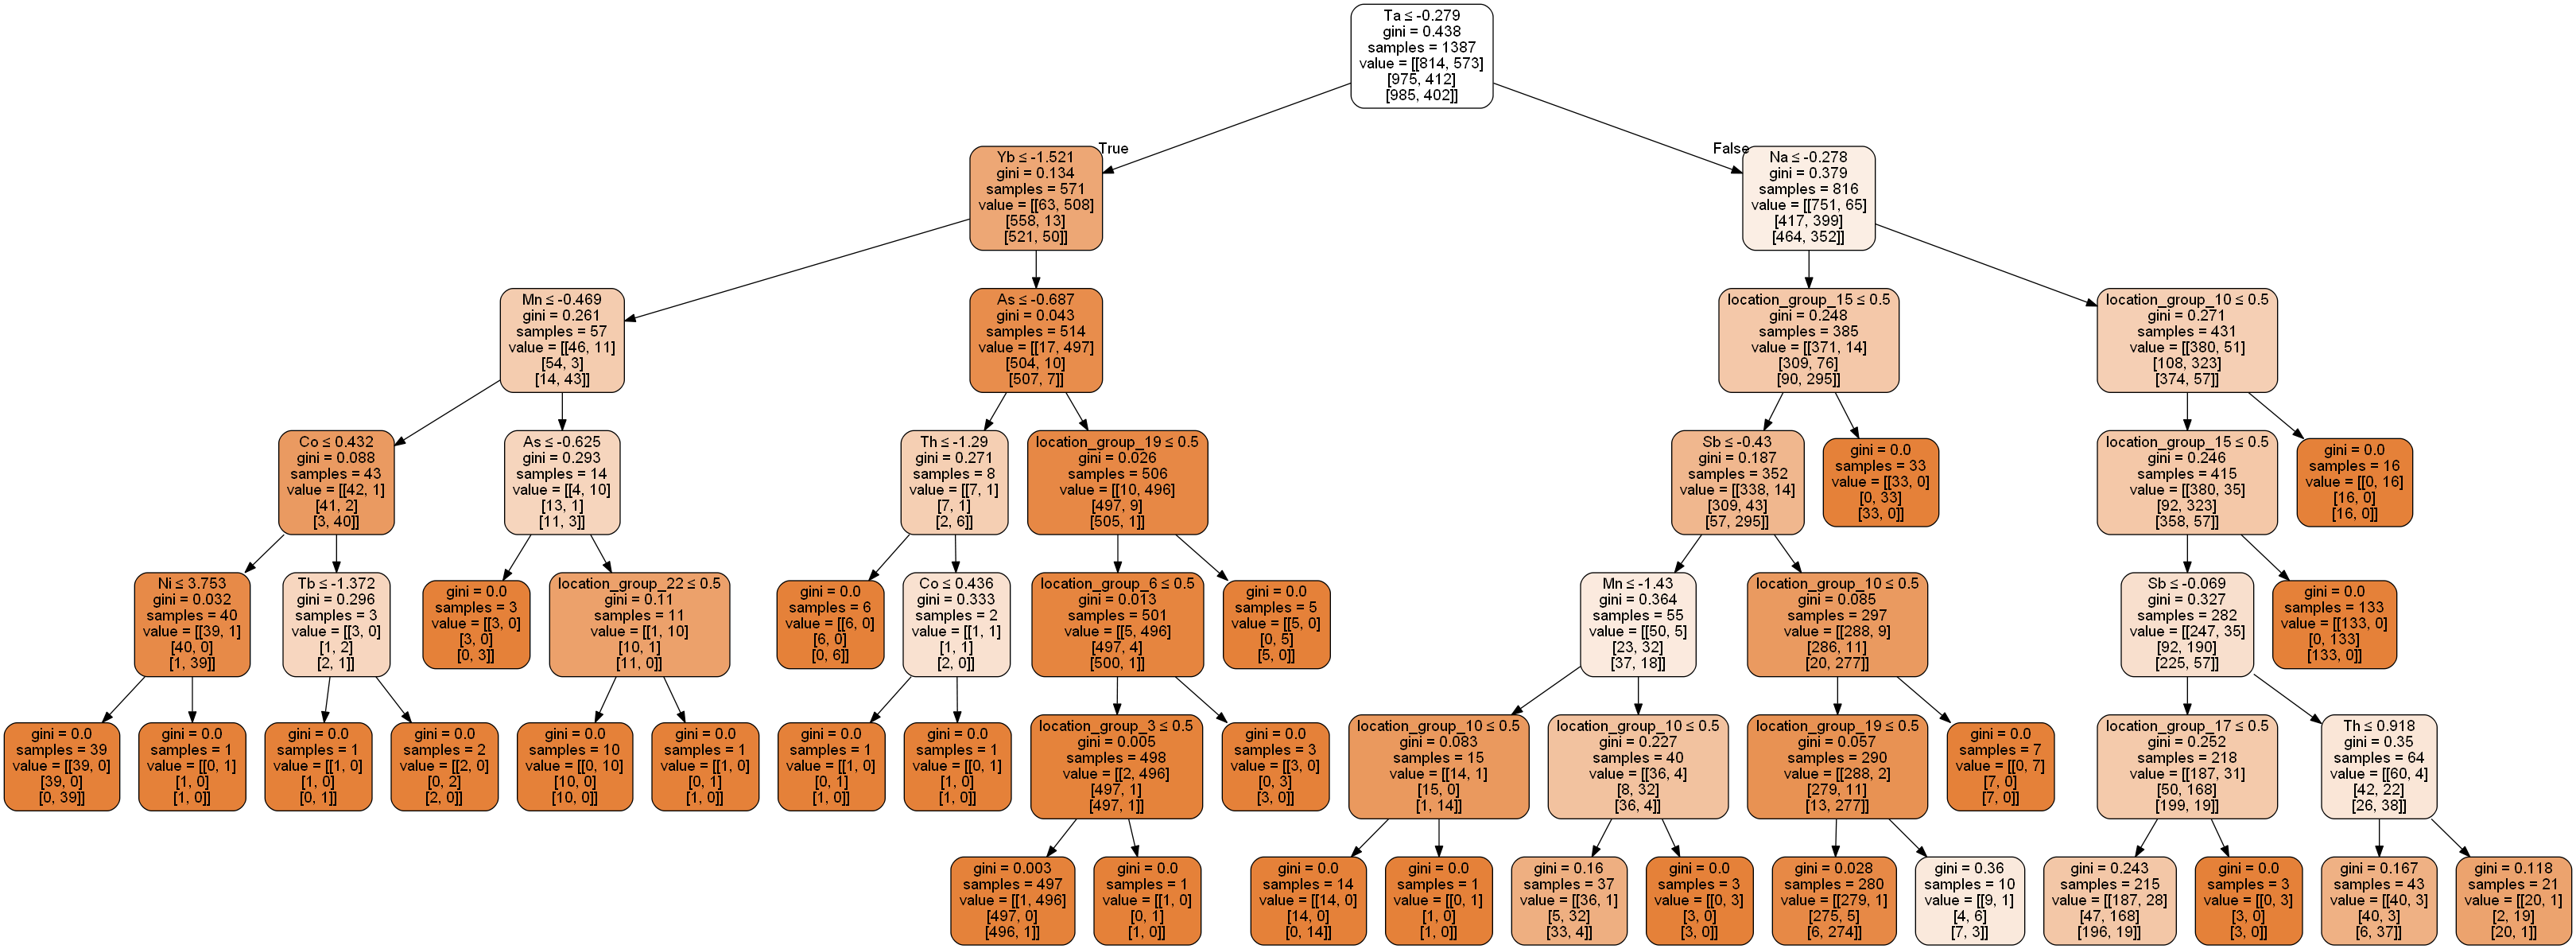 Ta ≤ -0.279
gini = 0.438
samples = 1387
value = [[814, 573]
[975, 412]
[985, 402]]
True
False
Yb ≤ -1.521
gini = 0.134
samples = 571
value = [[63, 508]
[558, 13]
[521, 50]]
Na ≤ -0.278
gini = 0.379
samples = 816
value = [[751, 65]
[417, 399]
[464, 352]]
Mn ≤ -0.469
gini = 0.261
samples = 57
value = [[46, 11]
[54, 3]
[14, 43]]
As ≤ -0.687
gini = 0.043
samples = 514
value = [[17, 497]
[504, 10]
[507, 7]]
location_group_15 ≤ 0.5
gini = 0.248
samples = 385
value = [[371, 14]
[309, 76]
[90, 295]]
location_group_10 ≤ 0.5
gini = 0.271
samples = 431
value = [[380, 51]
[108, 323]
[374, 57]]
Co ≤ 0.432
gini = 0.088
samples = 43
value = [[42, 1]
[41, 2]
[3, 40]]
As ≤ -0.625
gini = 0.293
samples = 14
value = [[4, 10]
[13, 1]
[11, 3]]
Th ≤ -1.29
gini = 0.271
samples = 8
value = [[7, 1]
[7, 1]
[2, 6]]
location_group_19 ≤ 0.5
gini = 0.026
samples = 506
value = [[10, 496]
[497, 9]
[505, 1]]
Sb ≤ -0.43
gini = 0.187
samples = 352
value = [[338, 14]
[309, 43]
[57, 295]]
gini = 0.0
samples = 33
value = [[33, 0]
[0, 33]
[33, 0]]
location_group_15 ≤ 0.5
gini = 0.246
samples = 415
value = [[380, 35]
[92, 323]
[358, 57]]
gini = 0.0
samples = 16
value = [[0, 16]
[16, 0]
[16, 0]]
Ni ≤ 3.753
gini = 0.032
samples = 40
value = [[39, 1]
[40, 0]
[1, 39]]
Tb ≤ -1.372
gini = 0.296
samples = 3
value = [[3, 0]
[1, 2]
[2, 1]]
gini = 0.0
samples = 3
value = [[3, 0]
[3, 0]
[0, 3]]
location_group_22 ≤ 0.5
gini = 0.11
samples = 11
value = [[1, 10]
[10, 1]
[11, 0]]
gini = 0.0
samples = 6
value = [[6, 0]
[6, 0]
[0, 6]]
Co ≤ 0.436
gini = 0.333
samples = 2
value = [[1, 1]
[1, 1]
[2, 0]]
location_group_6 ≤ 0.5
gini = 0.013
samples = 501
value = [[5, 496]
[497, 4]
[500, 1]]
gini = 0.0
samples = 5
value = [[5, 0]
[0, 5]
[5, 0]]
Mn ≤ -1.43
gini = 0.364
samples = 55
value = [[50, 5]
[23, 32]
[37, 18]]
location_group_10 ≤ 0.5
gini = 0.085
samples = 297
value = [[288, 9]
[286, 11]
[20, 277]]
Sb ≤ -0.069
gini = 0.327
samples = 282
value = [[247, 35]
[92, 190]
[225, 57]]
gini = 0.0
samples = 133
value = [[133, 0]
[0, 133]
[133, 0]]
gini = 0.0
samples = 39
value = [[39, 0]
[39, 0]
[0, 39]]
gini = 0.0
samples = 1
value = [[0, 1]
[1, 0]
[1, 0]]
gini = 0.0
samples = 1
value = [[1, 0]
[1, 0]
[0, 1]]
gini = 0.0
samples = 2
value = [[2, 0]
[0, 2]
[2, 0]]
gini = 0.0
samples = 10
value = [[0, 10]
[10, 0]
[10, 0]]
gini = 0.0
samples = 1
value = [[1, 0]
[0, 1]
[1, 0]]
gini = 0.0
samples = 1
value = [[1, 0]
[0, 1]
[1, 0]]
gini = 0.0
samples = 1
value = [[0, 1]
[1, 0]
[1, 0]]
location_group_3 ≤ 0.5
gini = 0.005
samples = 498
value = [[2, 496]
[497, 1]
[497, 1]]
gini = 0.0
samples = 3
value = [[3, 0]
[0, 3]
[3, 0]]
location_group_10 ≤ 0.5
gini = 0.083
samples = 15
value = [[14, 1]
[15, 0]
[1, 14]]
location_group_10 ≤ 0.5
gini = 0.227
samples = 40
value = [[36, 4]
[8, 32]
[36, 4]]
location_group_19 ≤ 0.5
gini = 0.057
samples = 290
value = [[288, 2]
[279, 11]
[13, 277]]
gini = 0.0
samples = 7
value = [[0, 7]
[7, 0]
[7, 0]]
location_group_17 ≤ 0.5
gini = 0.252
samples = 218
value = [[187, 31]
[50, 168]
[199, 19]]
Th ≤ 0.918
gini = 0.35
samples = 64
value = [[60, 4]
[42, 22]
[26, 38]]
gini = 0.003
samples = 497
value = [[1, 496]
[497, 0]
[496, 1]]
gini = 0.0
samples = 1
value = [[1, 0]
[0, 1]
[1, 0]]
gini = 0.0
samples = 14
value = [[14, 0]
[14, 0]
[0, 14]]
gini = 0.0
samples = 1
value = [[0, 1]
[1, 0]
[1, 0]]
gini = 0.16
samples = 37
value = [[36, 1]
[5, 32]
[33, 4]]
gini = 0.0
samples = 3
value = [[0, 3]
[3, 0]
[3, 0]]
gini = 0.028
samples = 280
value = [[279, 1]
[275, 5]
[6, 274]]
gini = 0.36
samples = 10
value = [[9, 1]
[4, 6]
[7, 3]]
gini = 0.243
samples = 215
value = [[187, 28]
[47, 168]
[196, 19]]
gini = 0.0
samples = 3
value = [[0, 3]
[3, 0]
[3, 0]]
gini = 0.167
samples = 43
value = [[40, 3]
[40, 3]
[6, 37]]
gini = 0.118
samples = 21
value = [[20, 1]
[2, 19]
[20, 1]]